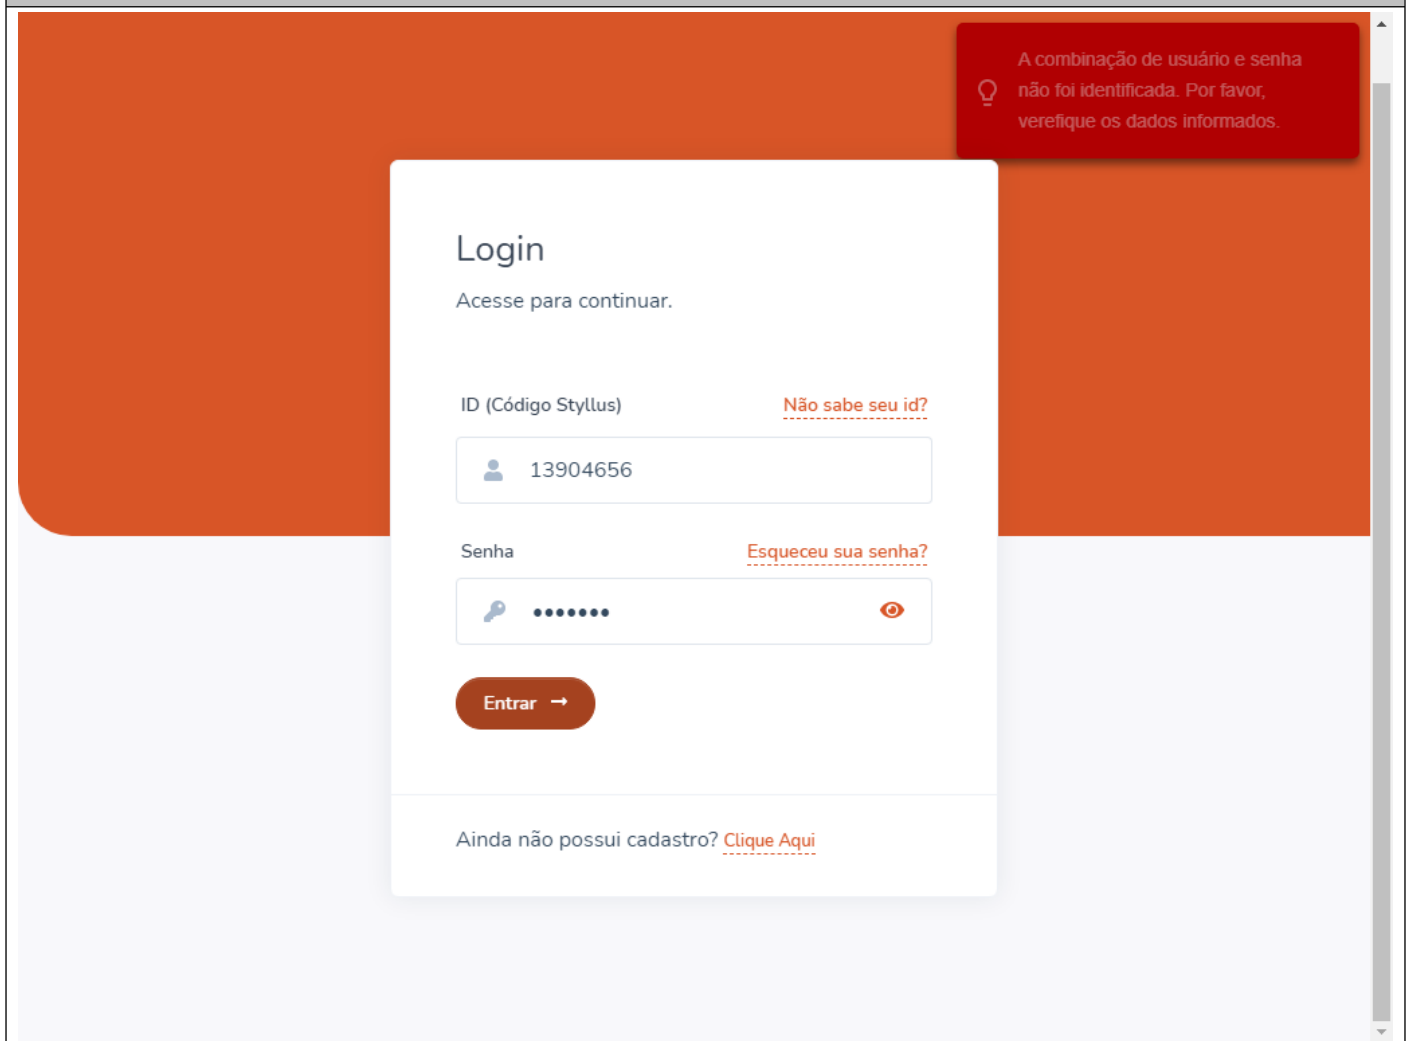 A combinação de usuário e senha
não foi identificada. Por favor,
verefique os dados informados.
Login
Acesse para continuar.
ID (Código Styllus)
Não sabe seu id?
13904656
Senha
Esqueceu sua senha?
•••••••
Entrar →
Ainda não possui cadastro? Clique Aqui